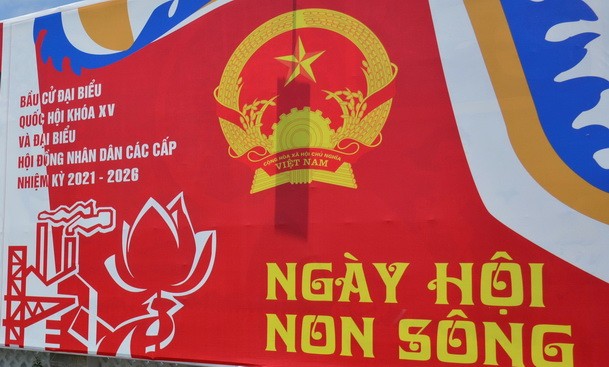 BẦU CỬ ĐẠI BIỂU
QUỐC HỘI KHÓA XV
VÀ ĐẠI BIỂU
HỘI ĐỒNG NHÂN DÂN CÁC CẤP
NHIỆM KỲ 2021 - 2026
CỘNG HÒA XÃ HỘI CHỦ NGHĨA
VIỆT NAM
NGÀY HỘI
NON SÔNG